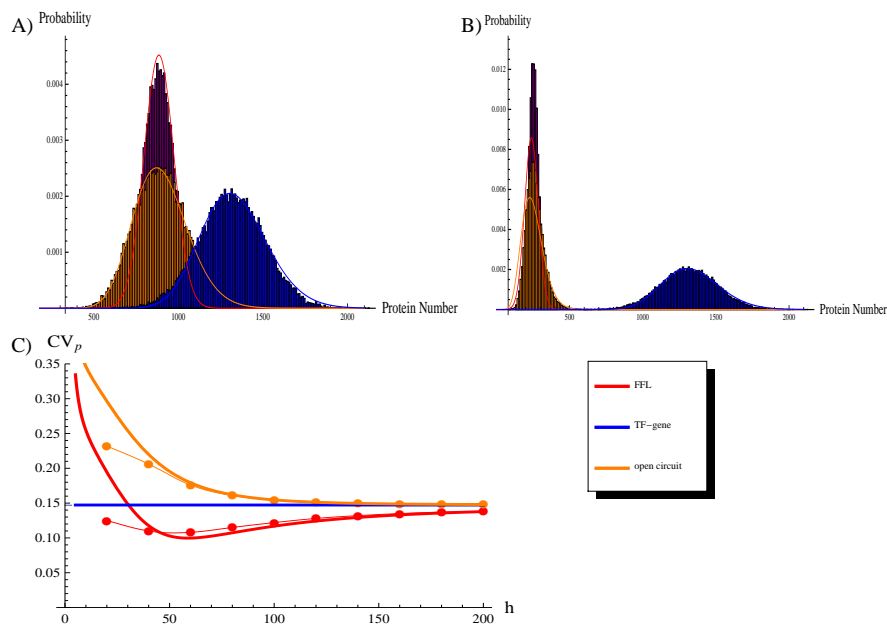 A) Probability
0.004
0.003
0.002
0.001
500 1000 1500 2000
Protein Number
B) Probability
0.012
0.010
0.008
0.006
0.004
0.002
0 500 1000 1500 2000
Protein Number
C) CVp
0.35
0.30
0.25
0.20
0.15
0.10
0.05
0 50 100 150 200 h
FFL
TF-gene
open circuit